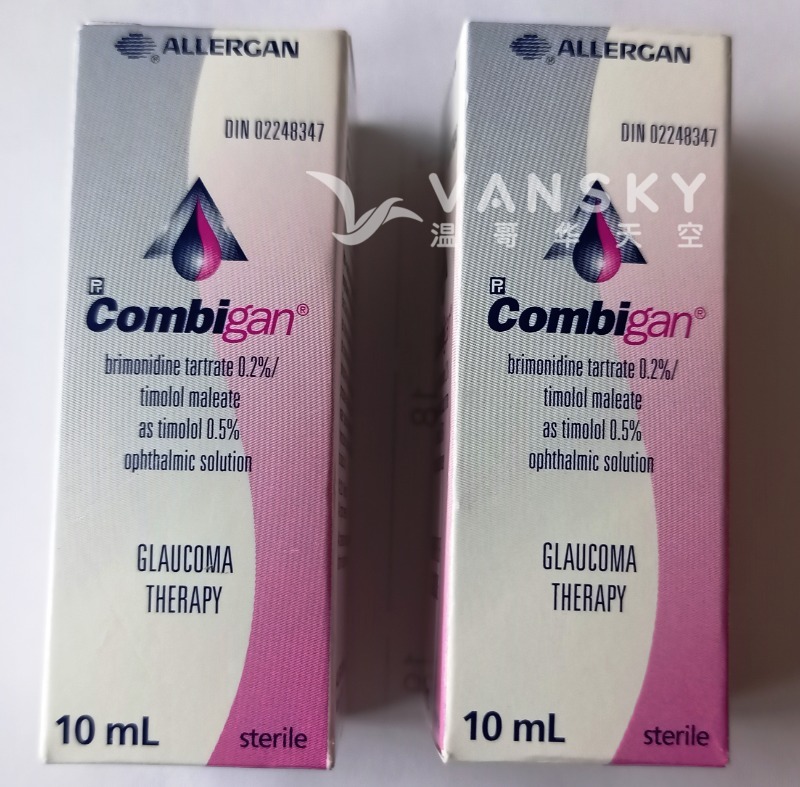 ALLERGAN
DIN 02248347
Pr
Combigan®
brimonidine tartrate 0.2%/
timolol maleate
as timolol 0.5%
ophthalmic solution
GLAUCOMA
THERAPY
10 mL
sterile
ALLERGAN
DIN 02248347
VANSKY
温哥华天空
Pr
Combigan®
brimonidine tartrate 0.2%/
timolol maleate
as timolol 0.5%
ophthalmic solution
GLAUCOMA
THERAPY
10 mL
sterile